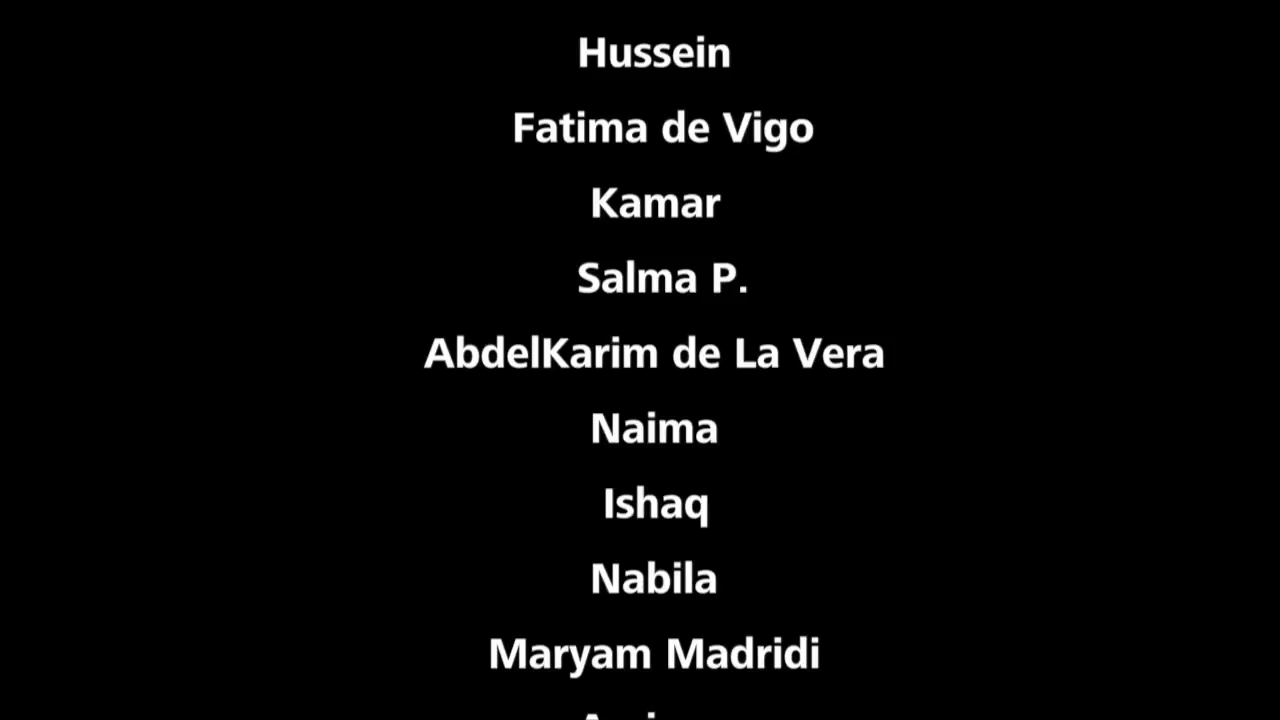 Hussein
Fatima de Vigo
Kamar
Salma P.
AbdelKarim de La Vera
Naima
Ishaq
Nabila
Maryam Madridi